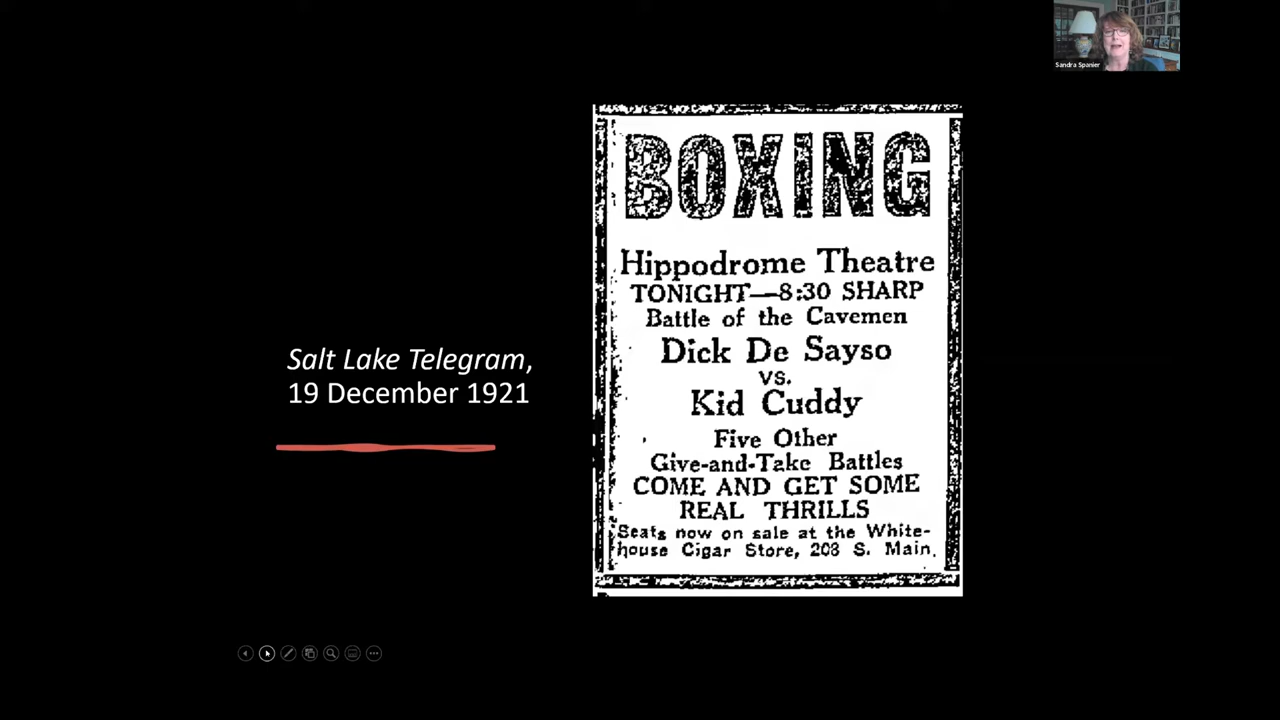 Sandra Spanier
BOXING
Hippodrome Theatre
TONIGHT—8:30 SHARP
Battle of the Cavemen
Dick De Sayso
vs.
Kid Cuddy
Five Other
Give-and-Take Battles
COME AND GET SOME
REAL THRILLS
Seats now on sale at the White-
house Cigar Store, 208 S. Main.
Salt Lake Telegram,
19 December 1921